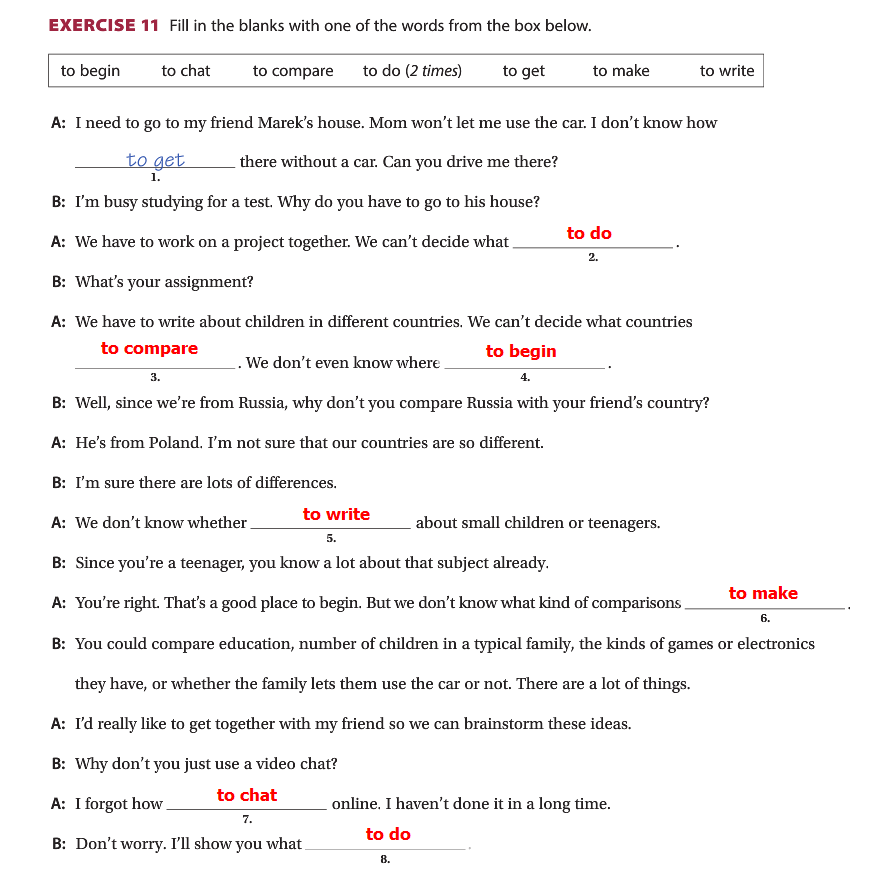 EXERCISE 11 Fill in the blanks with one of the words from the box below.
to begin to chat to compare to do (2 times) to get to make to write
A: I need to go to my friend Marek’s house. Mom won’t let me use the car. I don’t know how
to get there without a car. Can you drive me there?
1.
B: I’m busy studying for a test. Why do you have to go to his house?
A: We have to work on a project together. We can’t decide what to do .
2.
B: What’s your assignment?
A: We have to write about children in different countries. We can’t decide what countries
to compare . We don’t even know where to begin .
3. 4.
B: Well, since we’re from Russia, why don’t you compare Russia with your friend’s country?
A: He’s from Poland. I’m not sure that our countries are so different.
B: I’m sure there are lots of differences.
A: We don’t know whether to write about small children or teenagers.
5.
B: Since you’re a teenager, you know a lot about that subject already.
A: You’re right. That’s a good place to begin. But we don’t know what kind of comparisons to make .
6.
B: You could compare education, number of children in a typical family, the kinds of games or electronics
they have, or whether the family lets them use the car or not. There are a lot of things.
A: I’d really like to get together with my friend so we can brainstorm these ideas.
B: Why don’t you just use a video chat?
A: I forgot how to chat online. I haven’t done it in a long time.
7.
B: Don’t worry. I’ll show you what to do .
8.